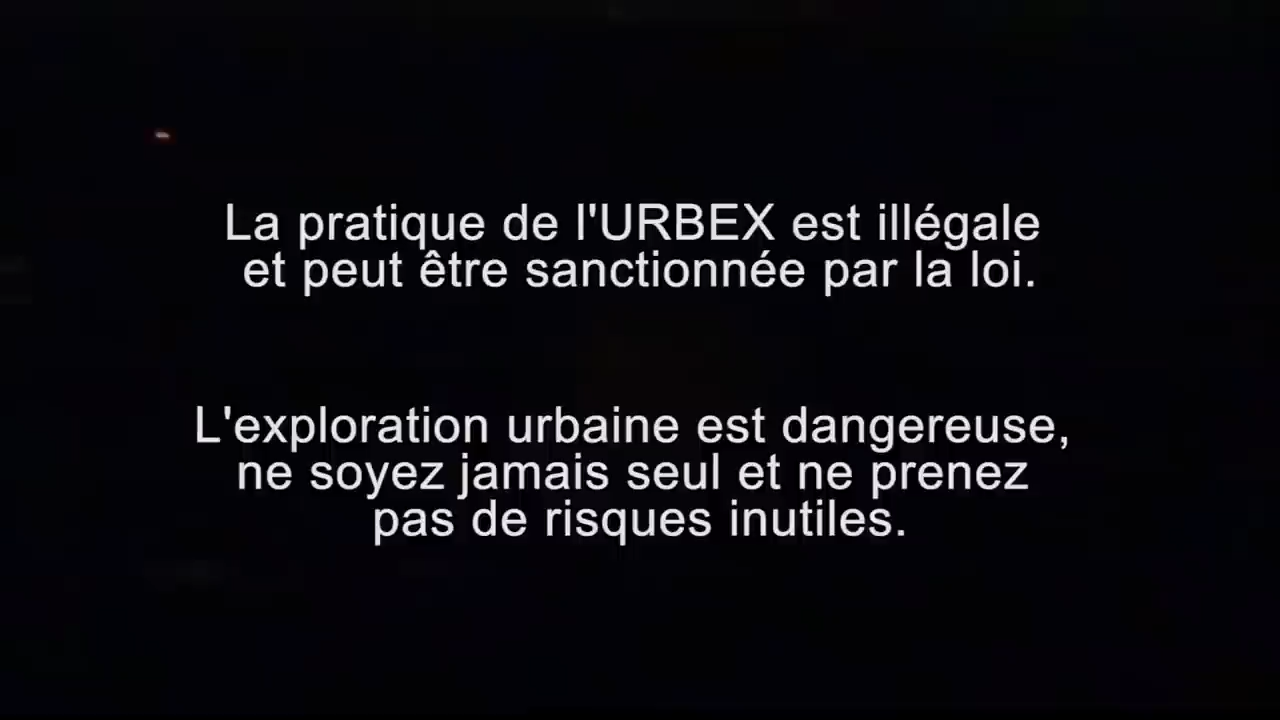 La pratique de l'URBEX est illégale
et peut être sanctionnée par la loi.
L'exploration urbaine est dangereuse,
ne soyez jamais seul et ne prenez
pas de risques inutiles.